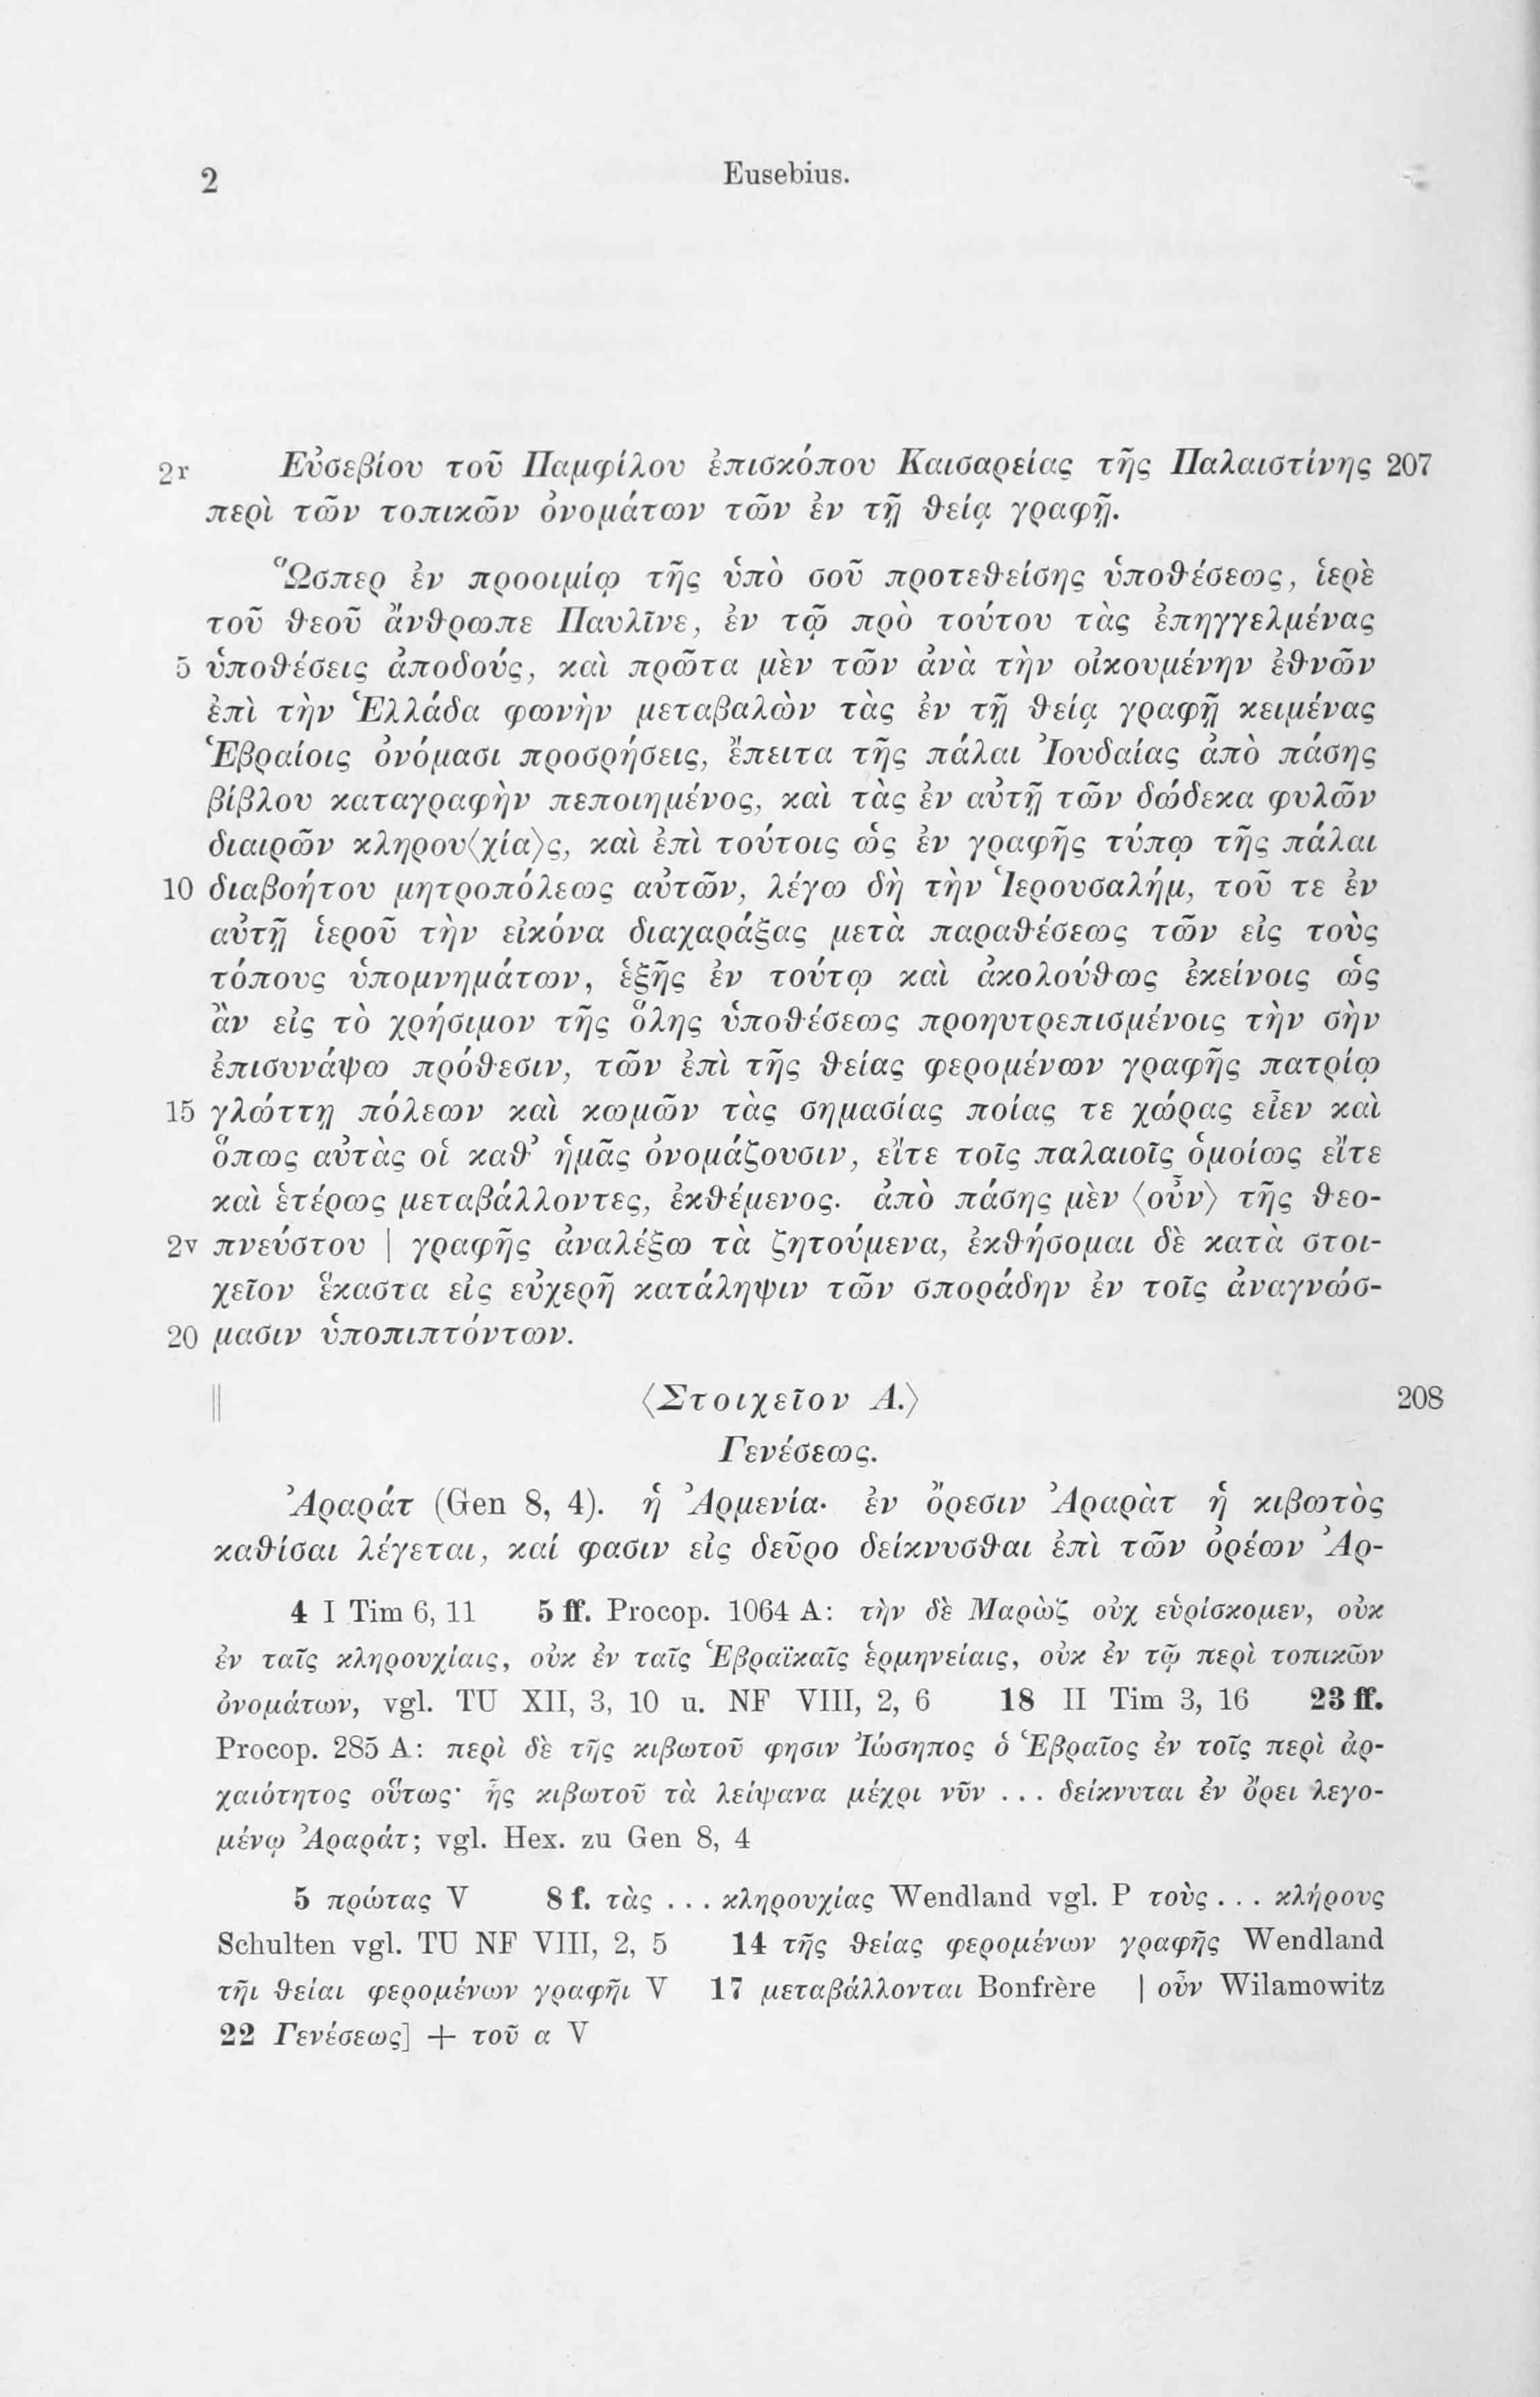 2 Eusebius.
2r Εὐσεβίου τοῦ Παμφίλου ἐπισκόπου Καισαρείας τῆς Παλαιστίνης 207
περὶ τῶν τοπικῶν ὀνομάτων τῶν ἐν τῇ θείᾳ γραφῇ.
Ὥσπερ ἐν προοιμίῳ τῆς ὑπὸ σοῦ προτεθείσης ὑποθέσεως, ἱερὲ
τοῦ θεοῦ ἄνθρωπε Παυλῖνε, ἐν τῷ πρὸ τούτου τὰς ἐπηγγελμένας
5 ὑποθέσεις ἀποδούς, καὶ πρῶτα μὲν τῶν ἀνὰ τὴν οἰκουμένην ἐθνῶν
ἐπὶ τὴν Ἑλλάδα φωνὴν μεταβαλὼν τὰς ἐν τῇ θείᾳ γραφῇ κειμένας
Ἑβραίοις ὀνόμασι προσρήσεις, ἔπειτα τῆς πάλαι Ἰουδαίας ἀπὸ πάσης
βίβλου καταγραφὴν πεποιημένος, καὶ τὰς ἐν αὐτῇ τῶν δώδεκα φυλῶν
διαιρῶν κληρου⟨χία⟩ς, καὶ ἐπὶ τούτοις ὡς ἐν γραφῆς τύπῳ τῆς πάλαι
10 διαβοήτου μητροπόλεως αὐτῶν, λέγω δὴ τὴν Ἱερουσαλήμ, τοῦ τε ἐν
αὐτῇ ἱεροῦ τὴν εἰκόνα διαχαράξας μετὰ παραθέσεως τῶν εἰς τοὺς
τόπους ὑπομνημάτων, ἑξῆς ἐν τούτῳ καὶ ἀκολούθως ἐκείνοις ὡς
ἂν εἰς τὸ χρήσιμον τῆς ὅλης ὑποθέσεως προηυτρεπισμένοις τὴν σὴν
ἐπισυνάψω πρόθεσιν, τῶν ἐπὶ τῆς θείας φερομένων γραφῆς πατρίῳ
15 γλώττῃ πόλεων καὶ κωμῶν τὰς σημασίας ποίας τε χώρας εἶεν καὶ
ὅπως αὐτὰς οἱ καθ’ ἡμᾶς ὀνομάζουσιν, εἴτε τοῖς παλαιοῖς ὁμοίως εἴτε
καὶ ἑτέρως μεταβάλλοντες, ἐκθέμενος. ἀπὸ πάσης μὲν ⟨οὖν⟩ τῆς θεο-
2v πνεύστου | γραφῆς ἀναλέξω τὰ ζητούμενα, ἐκθήσομαι δὲ κατὰ στοι-
χεῖον ἕκαστα εἰς εὐχερῆ κατάληψιν τῶν σποράδην ἐν τοῖς ἀναγνώσ-
20 μασιν ὑποπιπτόντων.
|| ⟨Στοιχεῖον Α.⟩ 208
Γενέσεως.
Ἀραράτ (Gen 8, 4). ἡ Ἀρμενία· ἐν ὄρεσιν Ἀραρὰτ ἡ κιβωτὸς
καθίσαι λέγεται, καί φασιν εἰς δεῦρο δείκνυσθαι ἐπὶ τῶν ὀρέων Ἀρ-
4 I Tim 6, 11 5 ff. Procop. 1064 A: τὴν δὲ Μαρὼζ οὐχ εὑρίσκομεν, οὐκ
ἐν ταῖς κληρουχίαις, οὐκ ἐν ταῖς Ἑβραϊκαῖς ἑρμηνείαις, οὐκ ἐν τῷ περὶ τοπικῶν
ὀνομάτων, vgl. TU XII, 3, 10 u. NF VIII, 2, 6 18 II Tim 3, 16 23 ff.
Procop. 285 A: περὶ δὲ τῆς κιβωτοῦ φησιν Ἰώσηπος ὁ Ἑβραῖος ἐν τοῖς περὶ ἀρ-
χαιότητος οὕτως· ἧς κιβωτοῦ τὰ λείψανα μέχρι νῦν ... δείκνυται ἐν ὄρει λεγο-
μένῳ Ἀραράτ; vgl. Hex. zu Gen 8, 4
5 πρώτας V 8 f. τὰς ... κληρουχίας Wendland vgl. P τοὺς ... κλήρους
Schulten vgl. TU NF VIII, 2, 5 14 τῆς θείας φερομένων γραφῆς Wendland
τῆι θείαι φερομένων γραφῆι V 17 μεταβάλλονται Bonfrère | οὖν Wilamowitz
22 Γενέσεως] + τοῦ α V